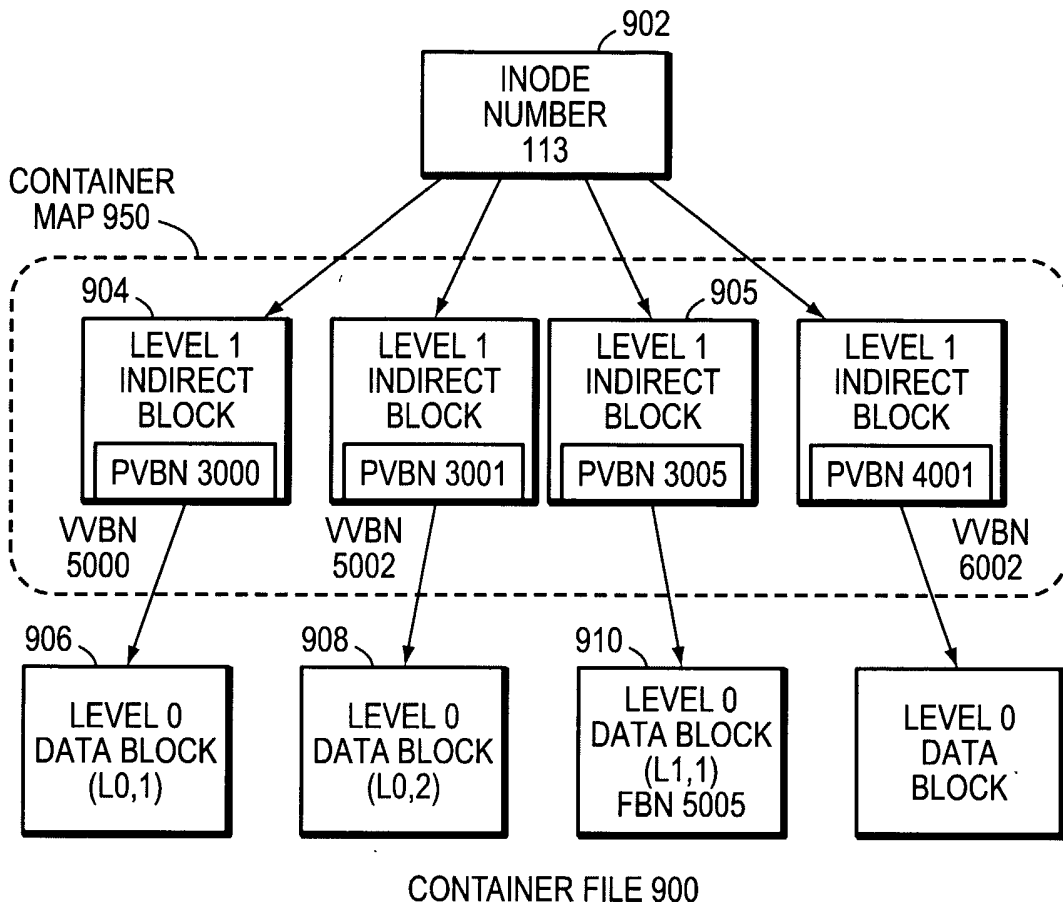 902
INODE
NUMBER
113
CONTAINER
MAP 950
904
LEVEL 1
INDIRECT
BLOCK
PVBN 3000
VVBN
5000
LEVEL 1
INDIRECT
BLOCK
PVBN 3001
VVBN
5002
905
LEVEL 1
INDIRECT
BLOCK
PVBN 3005
LEVEL 1
INDIRECT
BLOCK
PVBN 4001
VVBN
6002
906
LEVEL 0
DATA BLOCK
(L0,1)
908
LEVEL 0
DATA BLOCK
(L0,2)
910
LEVEL 0
DATA BLOCK
(L1,1)
FBN 5005
LEVEL 0
DATA
BLOCK
CONTAINER FILE 900